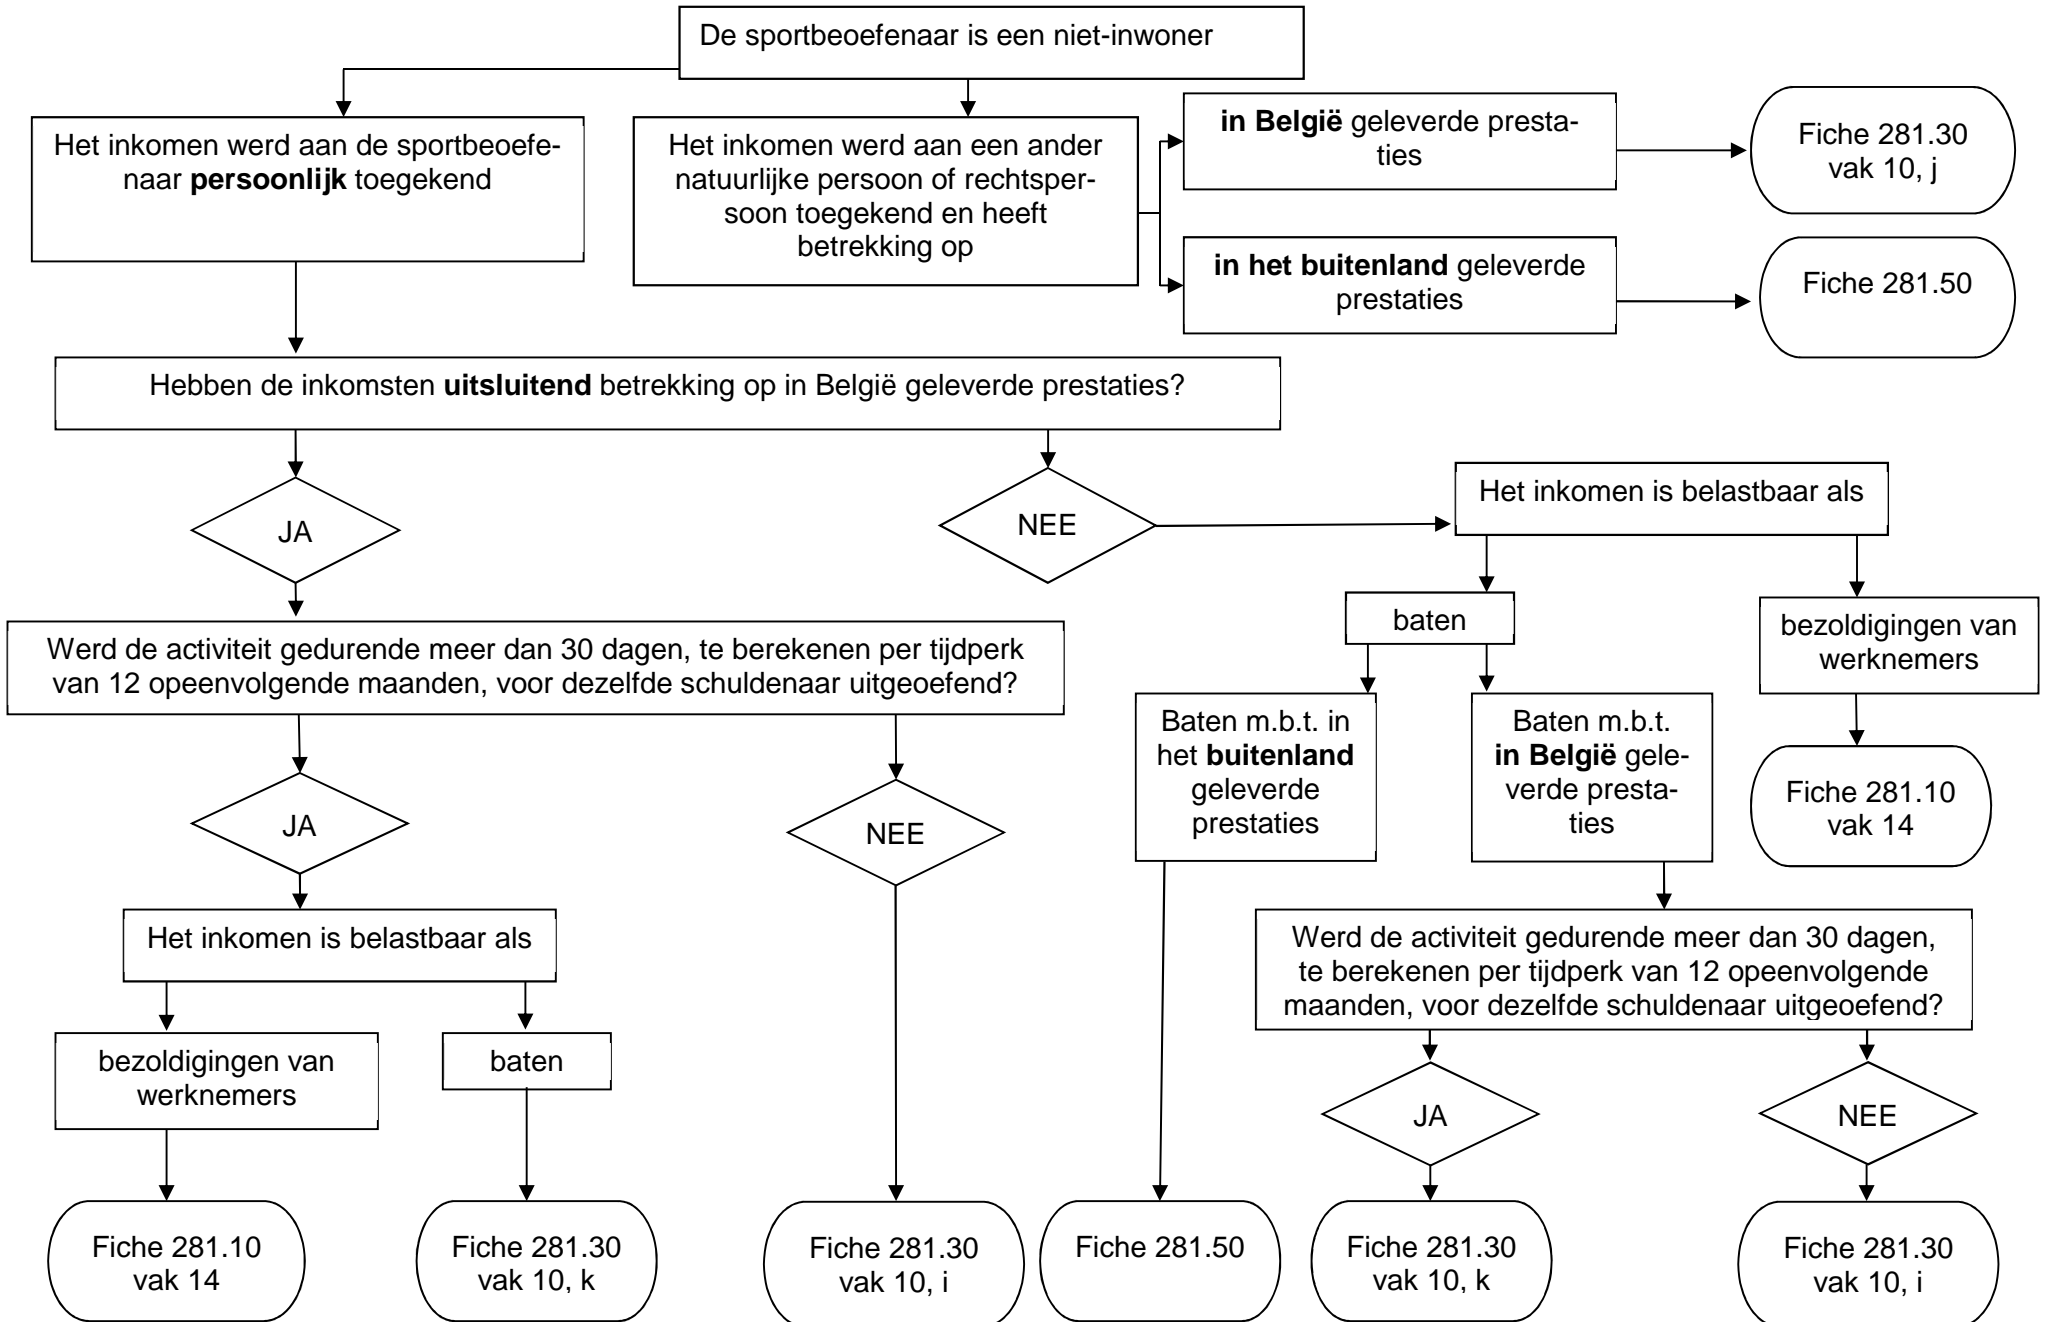 De sportbeoefenaar is een niet-inwoner
Het inkomen werd aan de sportbeoefe-
naar persoonlijk toegekend
Het inkomen werd aan een ander
natuurlijke persoon of rechtsper-
soon toegekend en heeft
betrekking op
in België geleverde presta-
ties
Fiche 281.30
vak 10, j
in het buitenland geleverde
prestaties
Fiche 281.50
Hebben de inkomsten uitsluitend betrekking op in België geleverde prestaties?
JA
NEE
Het inkomen is belastbaar als
baten
bezoldigingen van
werknemers
Werd de activiteit gedurende meer dan 30 dagen, te berekenen per tijdperk
van 12 opeenvolgende maanden, voor dezelfde schuldenaar uitgeoefend?
Baten m.b.t. in
het buitenland
geleverde
prestaties
Baten m.b.t.
in België gele-
verde presta-
ties
Fiche 281.10
vak 14
JA
NEE
Het inkomen is belastbaar als
Werd de activiteit gedurende meer dan 30 dagen,
te berekenen per tijdperk van 12 opeenvolgende
maanden, voor dezelfde schuldenaar uitgeoefend?
bezoldigingen van
werknemers
baten
JA
NEE
Fiche 281.10
vak 14
Fiche 281.30
vak 10, k
Fiche 281.30
vak 10, i
Fiche 281.50
Fiche 281.30
vak 10, k
Fiche 281.30
vak 10, i